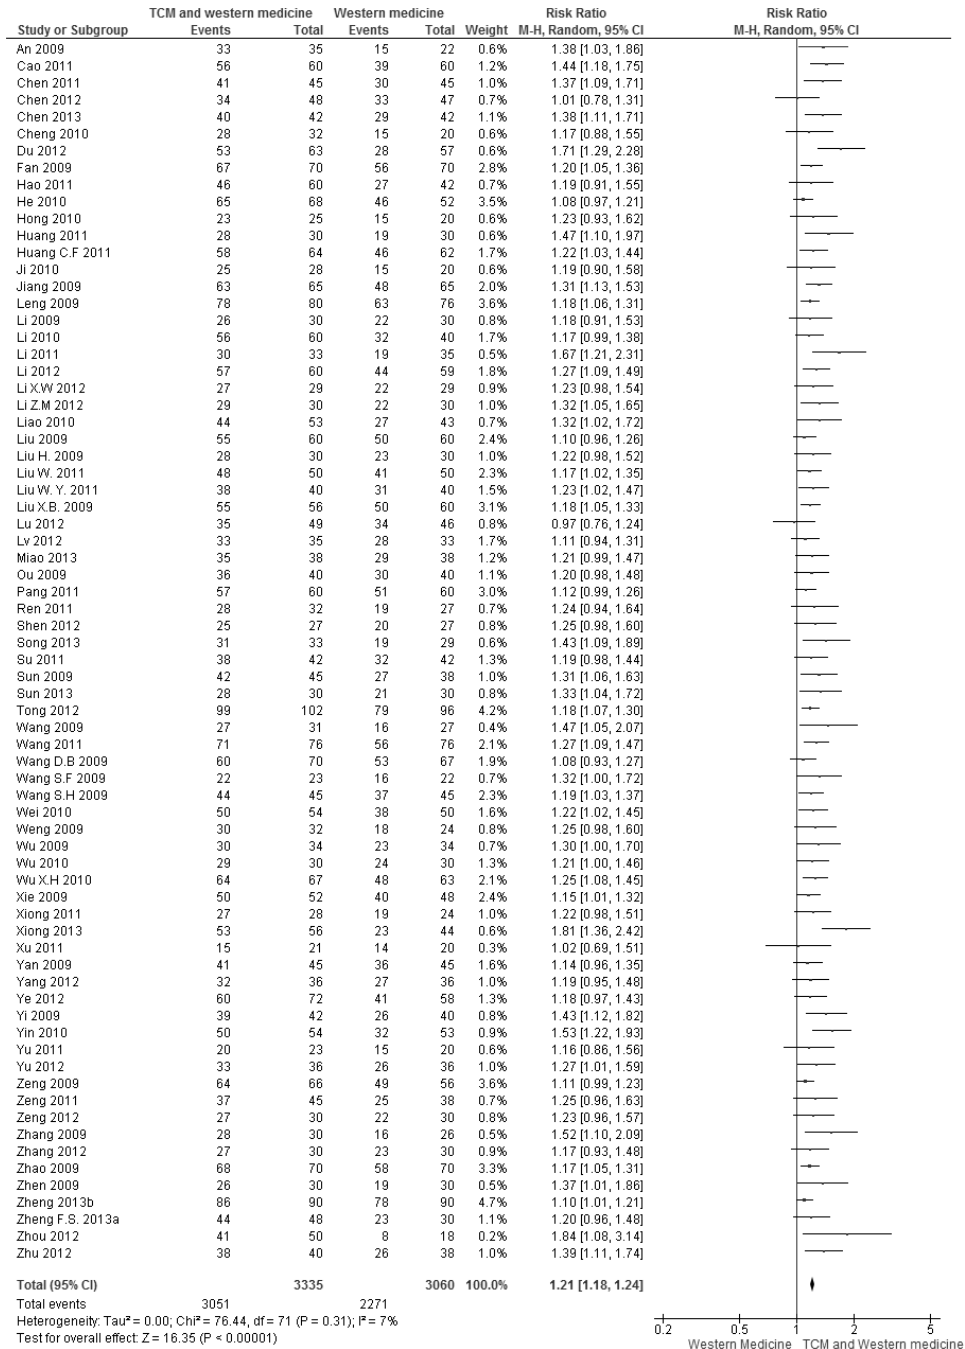 TCM and western medicine Western medicine Risk Ratio Risk Ratio
Study or Subgroup Events Total Events Total Weight M-H, Random, 95% CI M-H, Random, 95% CI
An 2009 33 35 15 22 0.6% 1.38 [1.03, 1.86]
Cao 2011 56 60 39 60 1.2% 1.44 [1.18, 1.75]
Chen 2011 41 45 30 45 1.0% 1.37 [1.09, 1.71]
Chen 2012 34 48 33 47 0.7% 1.01 [0.78, 1.31]
Chen 2013 40 42 29 42 1.1% 1.38 [1.11, 1.71]
Cheng 2010 28 32 15 20 0.6% 1.17 [0.88, 1.55]
Du 2012 53 63 28 57 0.6% 1.71 [1.29, 2.28]
Fan 2009 67 70 56 70 2.8% 1.20 [1.05, 1.36]
Hao 2011 46 60 27 42 0.7% 1.19 [0.91, 1.55]
He 2010 65 68 46 52 3.5% 1.08 [0.97, 1.21]
Hong 2010 23 25 15 20 0.6% 1.23 [0.93, 1.62]
Huang 2011 28 30 19 30 0.6% 1.47 [1.10, 1.97]
Huang C.F 2011 58 64 46 62 1.7% 1.22 [1.03, 1.44]
Ji 2010 25 28 15 20 0.6% 1.19 [0.90, 1.58]
Jiang 2009 63 65 48 65 2.0% 1.31 [1.13, 1.53]
Leng 2009 78 80 63 76 3.6% 1.18 [1.06, 1.31]
Li 2009 26 30 22 30 0.8% 1.18 [0.91, 1.53]
Li 2010 56 60 32 40 1.7% 1.17 [0.99, 1.38]
Li 2011 30 33 19 35 0.5% 1.67 [1.21, 2.31]
Li 2012 57 60 44 59 1.8% 1.27 [1.09, 1.49]
Li X.W 2012 27 29 22 29 0.9% 1.23 [0.98, 1.54]
Li Z.M 2012 29 30 22 30 1.0% 1.32 [1.05, 1.65]
Liao 2010 44 53 27 43 0.7% 1.32 [1.02, 1.72]
Liu 2009 55 60 50 60 2.4% 1.10 [0.96, 1.26]
Liu H. 2009 28 30 23 30 1.0% 1.22 [0.98, 1.52]
Liu W. 2011 48 50 41 50 2.3% 1.17 [1.02, 1.35]
Liu W. Y. 2011 38 40 31 40 1.5% 1.23 [1.02, 1.47]
Liu X.B. 2009 55 56 50 60 3.1% 1.18 [1.05, 1.33]
Lu 2012 35 49 34 46 0.8% 0.97 [0.76, 1.24]
Lv 2012 33 35 28 33 1.7% 1.11 [0.94, 1.31]
Miao 2013 35 38 29 38 1.2% 1.21 [0.99, 1.47]
Ou 2009 36 40 30 40 1.1% 1.20 [0.98, 1.48]
Pang 2011 57 60 51 60 3.0% 1.12 [0.99, 1.26]
Ren 2011 28 32 19 27 0.7% 1.24 [0.94, 1.64]
Shen 2012 25 27 20 27 0.8% 1.25 [0.98, 1.60]
Song 2013 31 33 19 29 0.6% 1.43 [1.09, 1.89]
Su 2011 38 42 32 42 1.3% 1.19 [0.98, 1.44]
Sun 2009 42 45 27 38 1.1% 1.31 [1.06, 1.63]
Sun 2013 28 30 21 30 0.8% 1.33 [1.04, 1.72]
Tong 2012 99 102 79 96 4.2% 1.18 [1.07, 1.30]
Wang 2009 27 31 16 27 0.4% 1.47 [1.05, 2.07]
Wang 2011 71 76 56 76 2.1% 1.27 [1.09, 1.47]
Wang D.B 2009 60 70 53 67 1.9% 1.08 [0.93, 1.27]
Wang S.F 2009 22 23 16 22 0.7% 1.32 [1.00, 1.72]
Wang S.H 2009 44 45 37 45 2.3% 1.19 [1.03, 1.37]
Wei 2010 50 54 38 50 1.5% 1.22 [1.02, 1.45]
Weng 2009 30 32 18 24 0.8% 1.25 [0.98, 1.60]
Wu 2009 30 34 23 34 0.7% 1.30 [1.00, 1.70]
Wu 2010 29 30 24 30 1.3% 1.21 [1.00, 1.46]
Wu X.H 2010 64 67 48 63 2.1% 1.25 [1.08, 1.45]
Xie 2009 50 52 40 48 2.4% 1.15 [1.01, 1.32]
Xiong 2011 27 28 19 24 1.0% 1.22 [0.98, 1.51]
Xiong 2013 53 56 23 44 0.6% 1.81 [1.36, 2.42]
Xu 2011 15 21 14 20 0.3% 1.02 [0.69, 1.51]
Yan 2009 41 45 36 45 1.6% 1.14 [0.96, 1.35]
Yang 2012 32 36 27 36 1.0% 1.19 [0.95, 1.48]
Ye 2012 60 72 41 58 1.3% 1.18 [0.97, 1.43]
Yi 2009 39 42 26 40 0.8% 1.43 [1.12, 1.82]
Yin 2010 50 54 32 53 0.9% 1.53 [1.22, 1.93]
Yu 2011 20 23 15 20 0.6% 1.16 [0.86, 1.56]
Yu 2012 33 36 26 36 1.0% 1.27 [1.01, 1.59]
Zeng 2009 64 66 49 56 3.6% 1.11 [0.99, 1.23]
Zeng 2011 37 45 25 38 0.8% 1.25 [0.96, 1.63]
Zeng 2012 27 30 22 30 0.8% 1.23 [0.96, 1.57]
Zhang 2009 28 30 16 26 0.5% 1.52 [1.10, 2.09]
Zhang 2012 27 30 23 30 0.9% 1.17 [0.93, 1.48]
Zhao 2009 68 70 58 70 3.3% 1.17 [1.05, 1.31]
Zhen 2009 26 30 19 30 0.5% 1.37 [1.01, 1.86]
Zheng 2013b 86 90 78 90 4.7% 1.10 [1.01, 1.21]
Zheng F.S. 2013a 44 48 23 30 1.1% 1.20 [0.96, 1.48]
Zhou 2012 41 50 8 18 0.2% 1.84 [1.08, 3.14]
Zhu 2012 38 40 26 38 1.0% 1.39 [1.11, 1.74]
Total (95% CI) 3335 3060 100.0% 1.21 [1.18, 1.24]
Total events 3051 2271
Heterogeneity: Tau² = 0.00; Chi² = 76.44, df = 71 (P = 0.31); I² = 7%
Test for overall effect: Z = 16.35 (P < 0.00001)
0.2 0.5 1 2 5
Western Medicine TCM and Western medicine